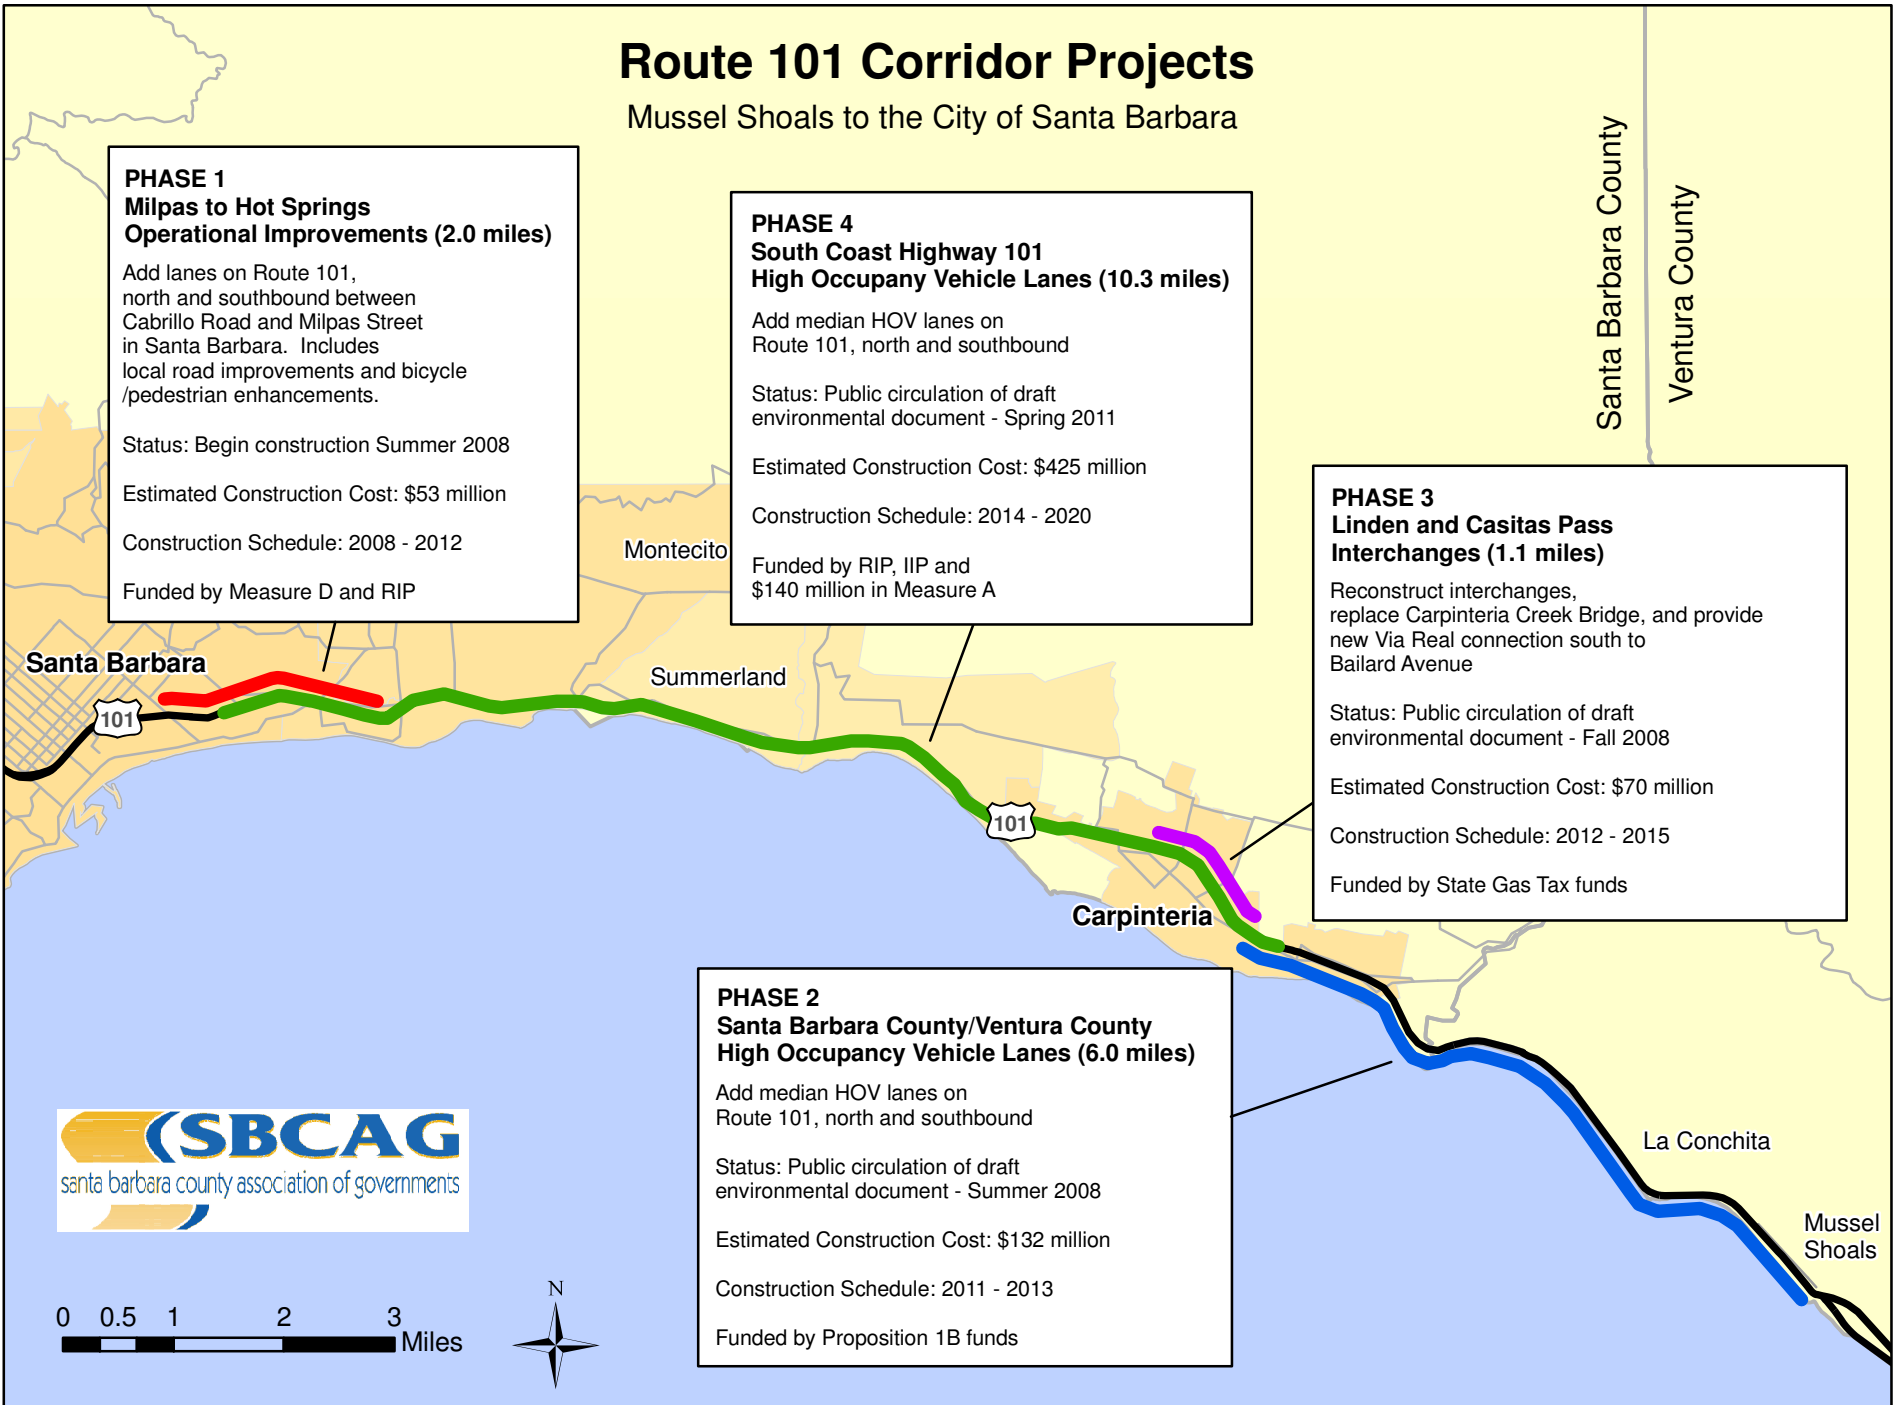 Route 101 Corridor Projects
Mussel Shoals to the City of Santa Barbara
Santa Barbara County
Ventura County
PHASE 1
Milpas to Hot Springs
Operational Improvements (2.0 miles)
Add lanes on Route 101,
north and southbound between
Cabrillo Road and Milpas Street
in Santa Barbara. Includes
local road improvements and bicycle
/pedestrian enhancements.
Status: Begin construction Summer 2008
Estimated Construction Cost: $53 million
Construction Schedule: 2008 - 2012
Funded by Measure D and RIP
PHASE 4
South Coast Highway 101
High Occupany Vehicle Lanes (10.3 miles)
Add median HOV lanes on
Route 101, north and southbound
Status: Public circulation of draft
environmental document - Spring 2011
Estimated Construction Cost: $425 million
Construction Schedule: 2014 - 2020
Funded by RIP, IIP and
$140 million in Measure A
PHASE 3
Linden and Casitas Pass
Interchanges (1.1 miles)
Reconstruct interchanges,
replace Carpinteria Creek Bridge, and provide
new Via Real connection south to
Bailard Avenue
Status: Public circulation of draft
environmental document - Fall 2008
Estimated Construction Cost: $70 million
Construction Schedule: 2012 - 2015
Funded by State Gas Tax funds
Montecito
Santa Barbara
Summerland
101
101
Carpinteria
PHASE 2
Santa Barbara County/Ventura County
High Occupancy Vehicle Lanes (6.0 miles)
Add median HOV lanes on
Route 101, north and southbound
Status: Public circulation of draft
environmental document - Summer 2008
Estimated Construction Cost: $132 million
Construction Schedule: 2011 - 2013
Funded by Proposition 1B funds
La Conchita
Mussel
Shoals
SBCAG
santa barbara county association of governments
N
0 0.5 1 2 3
Miles